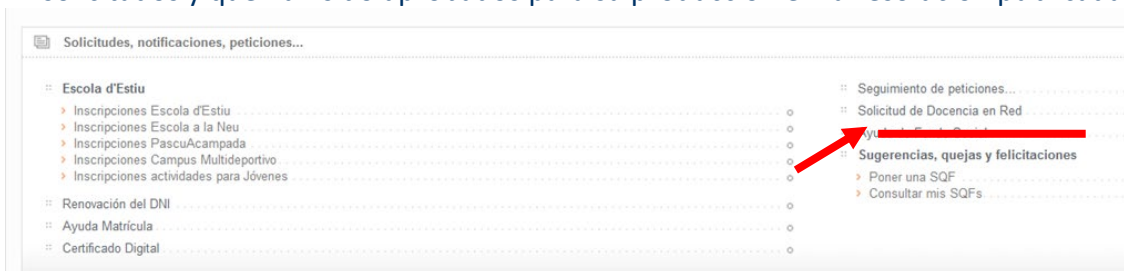 Solicitudes, notificaciones, peticiones...
Escola d'Estiu
Inscripciones Escola d'Estiu
Inscripciones Escola a la Neu
Inscripciones PascuAcampada
Inscripciones Campus Multideportivo
Inscripciones actividades para Jóvenes
Renovación del DNI
Ayuda Matrícula
Certificado Digital
Seguimiento de peticiones...
Solicitud de Docencia en Red
Sugerencias, quejas y felicitaciones
Poner una SQF
Consultar mis SQFs